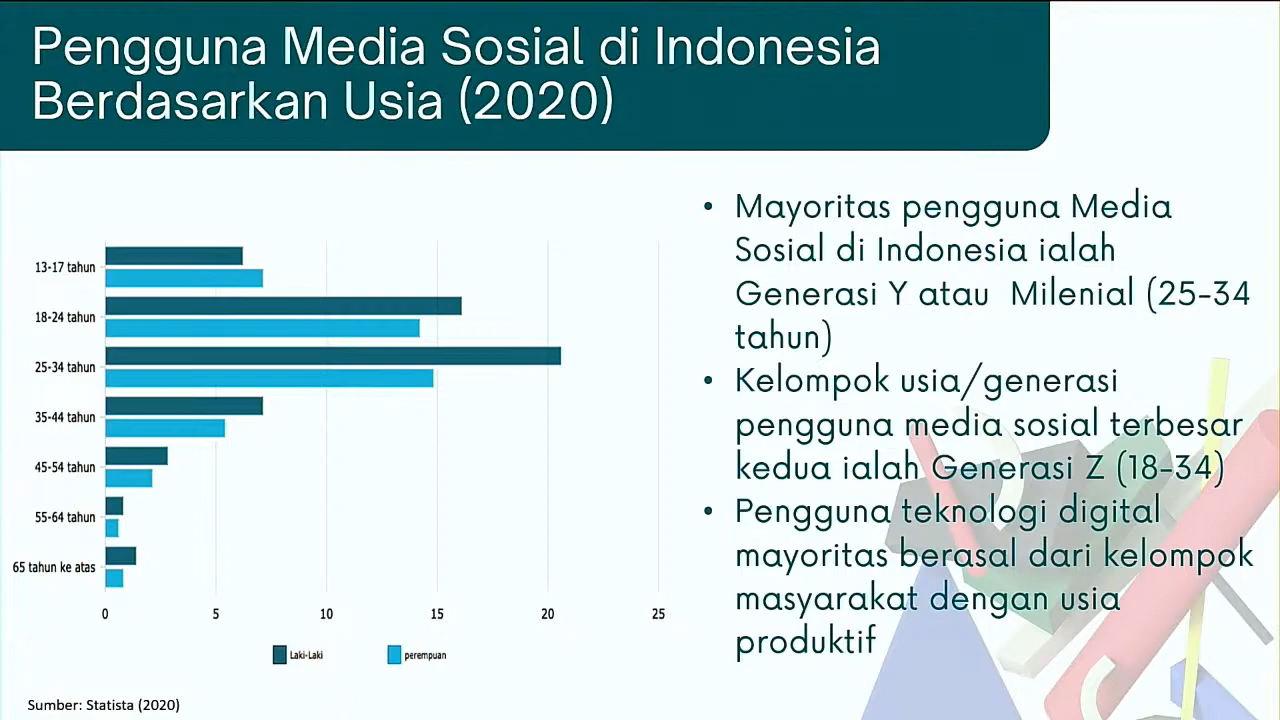 Pengguna Media Sosial di Indonesia
Berdasarkan Usia (2020)
13-17 tahun
18-24 tahun
25-34 tahun
35-44 tahun
45-54 tahun
55-64 tahun
65 tahun ke atas
0 5 10 15 20 25
Laki-Laki perempuan
Sumber: Statista (2020)
• Mayoritas pengguna Media
Sosial di Indonesia ialah
Generasi Y atau Milenial (25-34
tahun)
• Kelompok usia/generasi
pengguna media sosial terbesar
kedua ialah Generasi Z (18-34)
• Pengguna teknologi digital
mayoritas berasal dari kelompok
masyarakat dengan usia
produktif